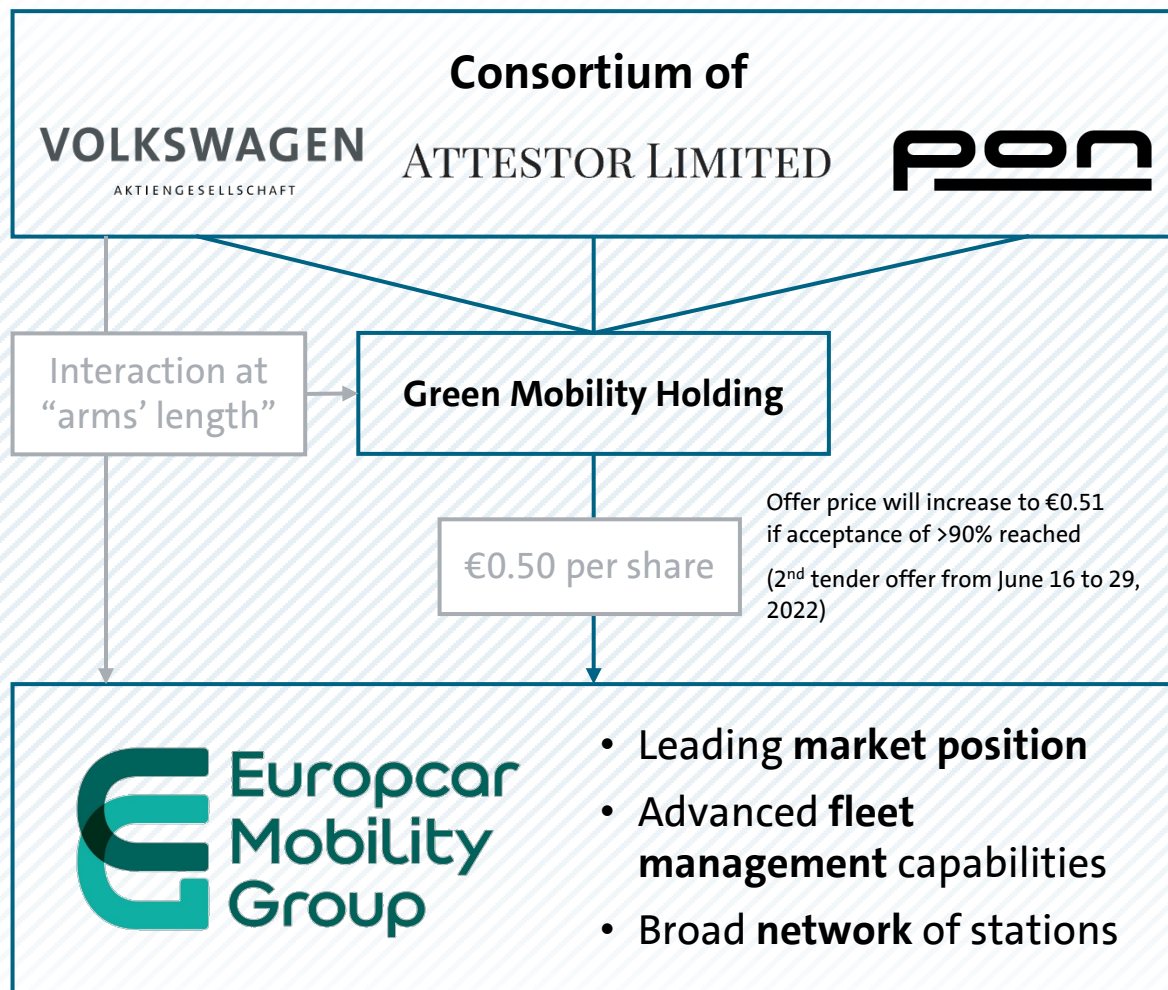 Consortium of
VOLKSWAGEN
AKTIENGESELLSCHAFT
ATTESTOR LIMITED
pon
Interaction at
“arms’ length”
Green Mobility Holding
€0.50 per share
Offer price will increase to €0.51
if acceptance of >90% reached
(2nd tender offer from June 16 to 29,
2022)
Europcar
Mobility
Group
• Leading market position
• Advanced fleet
management capabilities
• Broad network of stations